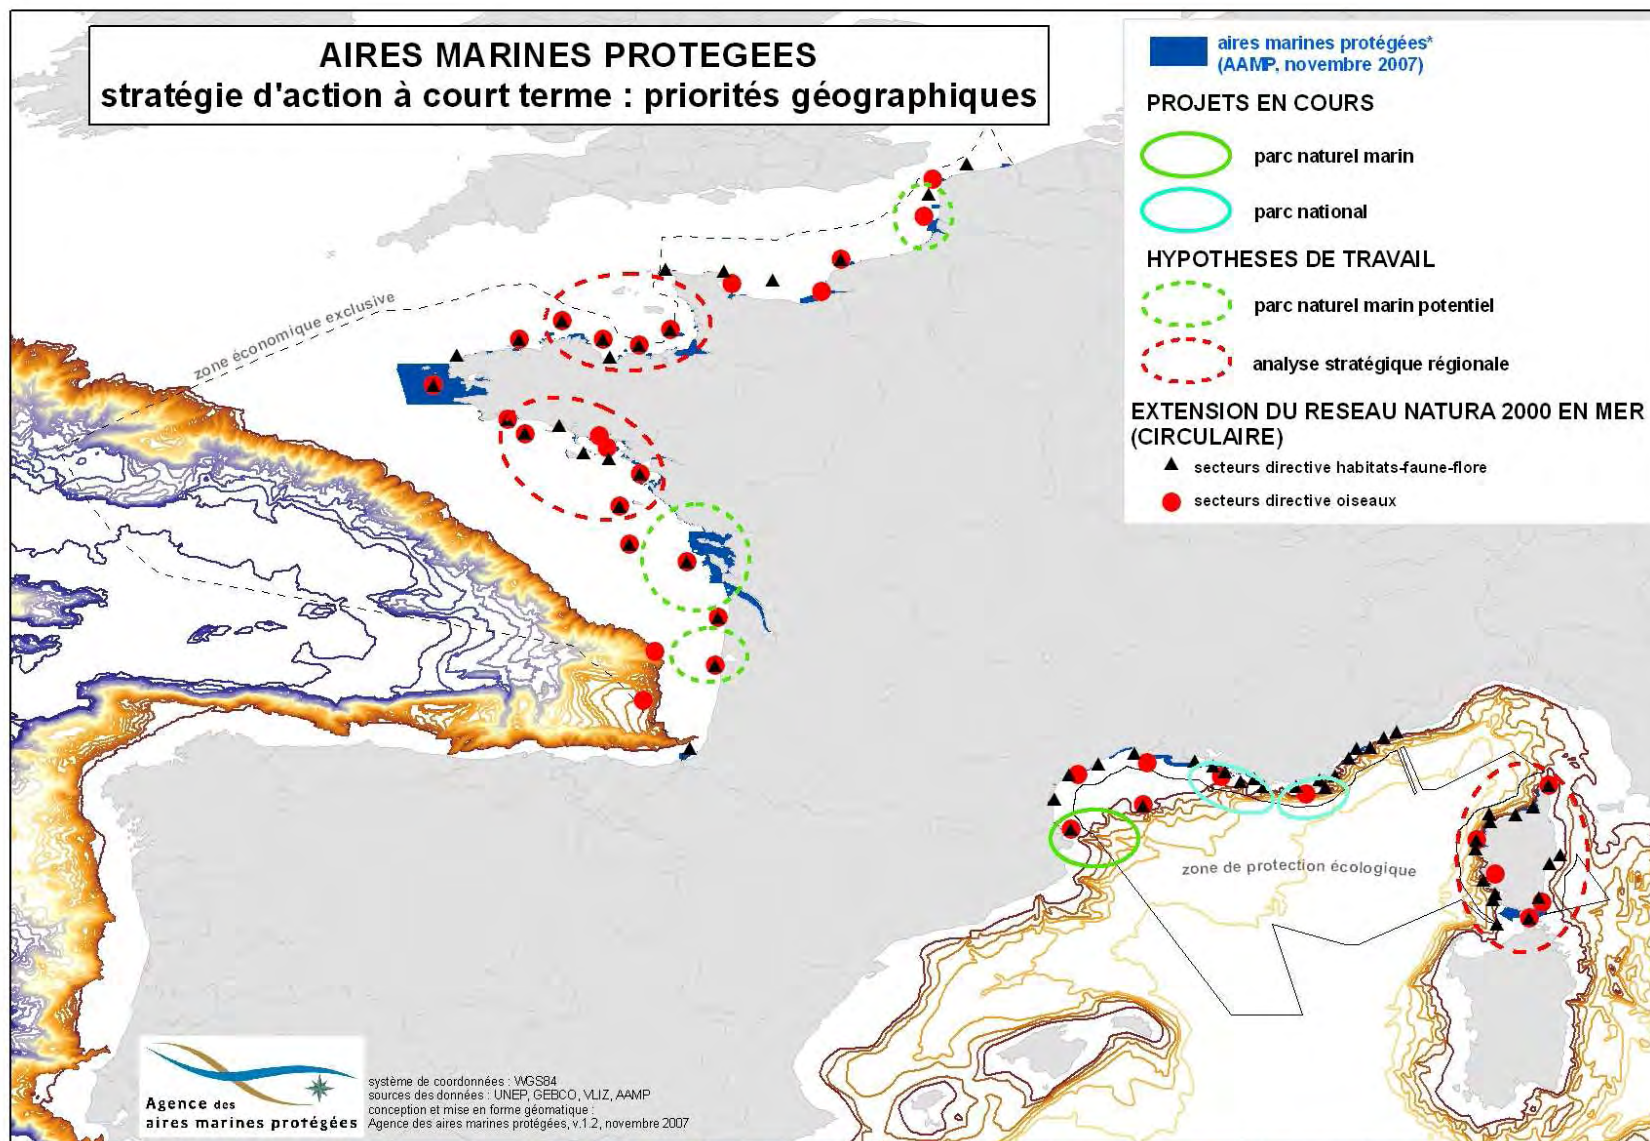 AIRES MARINES PROTEGEES
stratégie d'action à court terme : priorités géographiques
aires marines protégées*
(AAMP, novembre 2007)
PROJETS EN COURS
parc naturel marin
parc national
HYPOTHESES DE TRAVAIL
parc naturel marin potentiel
analyse stratégique régionale
EXTENSION DU RESEAU NATURA 2000 EN MER
(CIRCULAIRE)
secteurs directive habitats-faune-flore
secteurs directive oiseaux
zone économique exclusive
zone de protection écologique
Agence des
aires marines protégées
système de coordonnées : WGS84
sources des données : UNEP, GEBCO, VLIZ, AAMP
conception et mise en forme géomatique :
Agence des aires marines protégées, v.1.2, novembre 2007